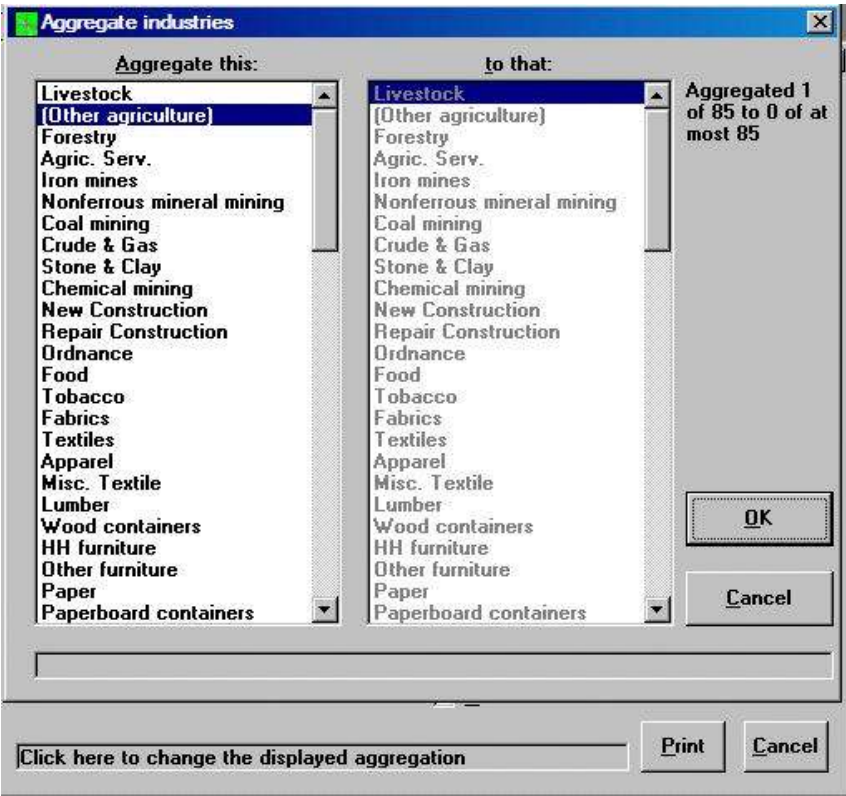 Aggregate industries
Aggregate this:
Livestock
(Other agriculture)
Forestry
Agric. Serv.
Iron mines
Nonferrous mineral mining
Coal mining
Crude & Gas
Stone & Clay
Chemical mining
New Construction
Repair Construction
Ordnance
Food
Tobacco
Fabrics
Textiles
Apparel
Misc. Textile
Lumber
Wood containers
HH furniture
Other furniture
Paper
Paperboard containers
to that:
Livestock
(Other agriculture)
Forestry
Agric. Serv.
Iron mines
Nonferrous mineral mining
Coal mining
Crude & Gas
Stone & Clay
Chemical mining
New Construction
Repair Construction
Ordnance
Food
Tobacco
Fabrics
Textiles
Apparel
Misc. Textile
Lumber
Wood containers
HH furniture
Other furniture
Paper
Paperboard containers
Aggregated 1
of 85 to 0 of at
most 85
OK
Cancel
Click here to change the displayed aggregation
Print
Cancel